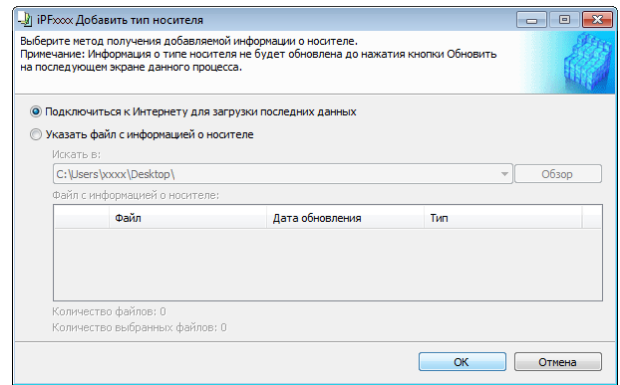 iPFxxxx Добавить тип носителя
Выберите метод получения добавляемой информации о носителе.
Примечание: Информация о типе носителя не будет обновлена до нажатия кнопки Обновить
на последующем экране данного процесса.
Подключиться к Интернету для загрузки последних данных
Указать файл с информацией о носителе
Искать в:
C:\Users\xxxx\Desktop\ Обзор
Файл с информацией о носителе:
Файл Дата обновления Тип
Количество файлов: 0
Количество выбранных файлов: 0
OK Отмена